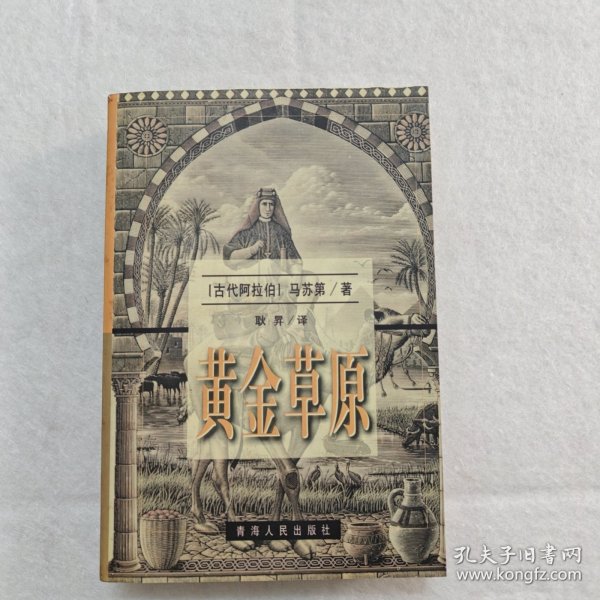 [古代阿拉伯] 马苏第/著
耿昇/译
黄金草原
青海人民出版社
孔夫子旧书网
www.kongfz.com